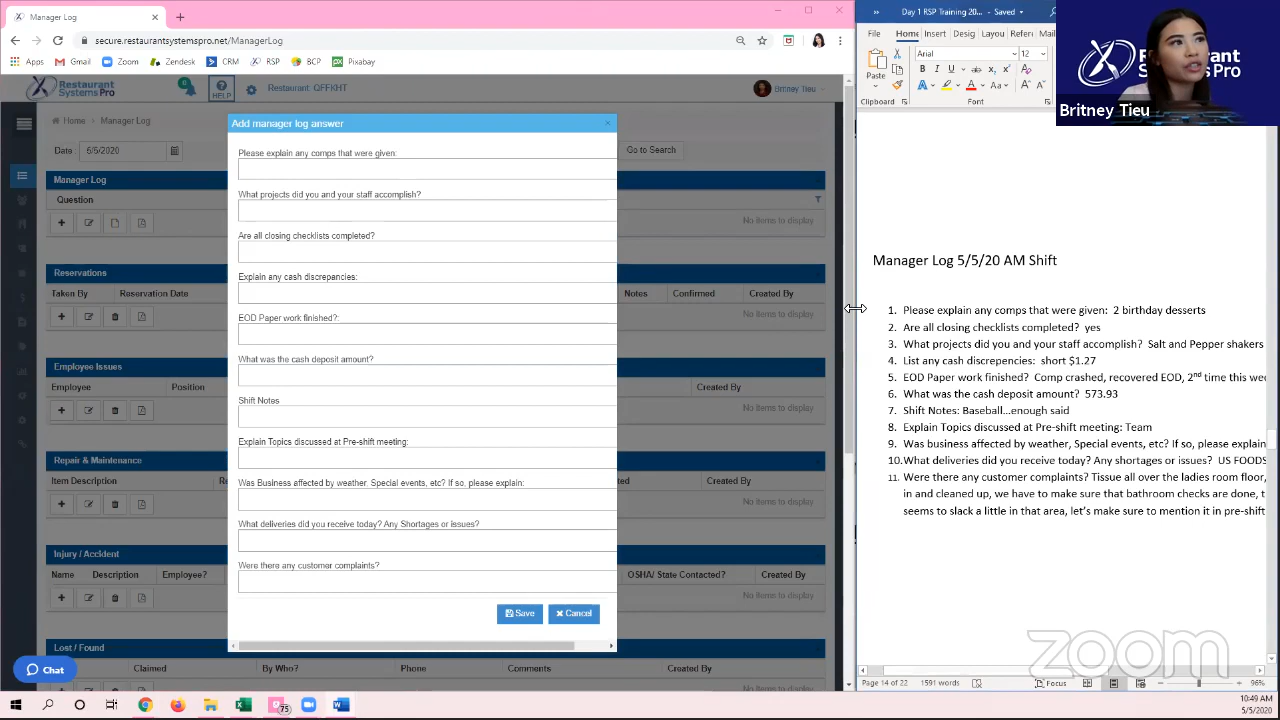 Manager Log
secure.restaurantsystemspro.net/ManagerLog
Apps Gmail Zoom Zendesk CRM RSP BCP Pixabay
Restaurant Systems Pro
HELP
Restaurant: QFFKHT
Britney Tieu
Home > Manager Log
Date 5/5/2020
Go to Search
Manager Log
Question
No items to display
Reservations
Taken By Reservation Date Notes Confirmed Created By
No items to display
Employee Issues
Employee Position Created By
No items to display
Repair & Maintenance
Item Description Created By
No items to display
Injury / Accident
Name Description Employee? OSHA/ State Contacted? Created By
No items to display
Lost / Found
Claimed By Who? Phone Comments Created By
Chat
Add manager log answer
Please explain any comps that were given:
What projects did you and your staff accomplish?
Are all closing checklists completed?
Explain any cash discrepancies:
EOD Paper work finished?:
What was the cash deposit amount?
Shift Notes
Explain Topics discussed at Pre-shift meeting:
Was Business affected by weather, Special events, etc? If so, please explain:
What deliveries did you receive today? Any Shortages or issues?
Were there any customer complaints?
Save Cancel
Day 1 RSP Training 20... - Saved
File Home Insert Design Layou Referi
Paste
Clipboard
Arial 12
B I U
Restaurant Systems Pro
Britney Tieu
Manager Log 5/5/20 AM Shift
1. Please explain any comps that were given: 2 birthday desserts
2. Are all closing checklists completed? yes
3. What projects did you and your staff accomplish? Salt and Pepper shakers
4. List any cash discrepancies: short $1.27
5. EOD Paper work finished? Comp crashed, recovered EOD, 2nd time this wee
6. What was the cash deposit amount? 573.93
7. Shift Notes: Baseball...enough said
8. Explain Topics discussed at Pre-shift meeting: Team
9. Was business affected by weather, Special events, etc? If so, please explain
10. What deliveries did you receive today? Any shortages or issues? US FOODS
11. Were there any customer complaints? Tissue all over the ladies room floor,
in and cleaned up, we have to make sure that bathroom checks are done, t
seems to slack a little in that area, let's make sure to mention it in pre-shift
zoom
Page 14 of 22 1591 words Focus 96%
75
10:49 AM
5/5/2020